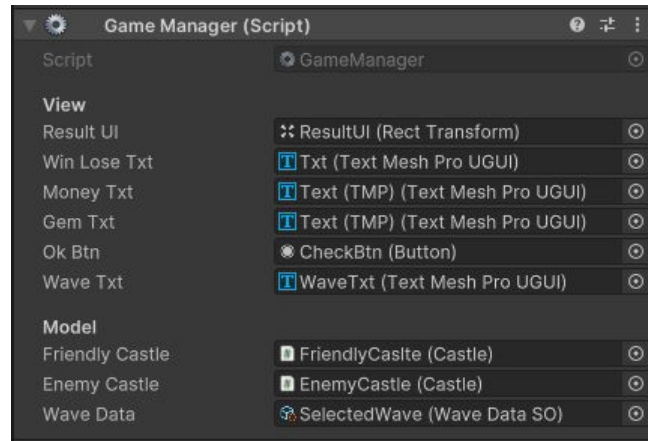 Game Manager (Script)
Script GameManager
View
Result UI ResultUI (Rect Transform)
Win Lose Txt Txt (Text Mesh Pro UGUI)
Money Txt Text (TMP) (Text Mesh Pro UGUI)
Gem Txt Text (TMP) (Text Mesh Pro UGUI)
Ok Btn CheckBtn (Button)
Wave Txt WaveTxt (Text Mesh Pro UGUI)
Model
Friendly Castle FriendlyCaslte (Castle)
Enemy Castle EnemyCastle (Castle)
Wave Data SelectedWave (Wave Data SO)